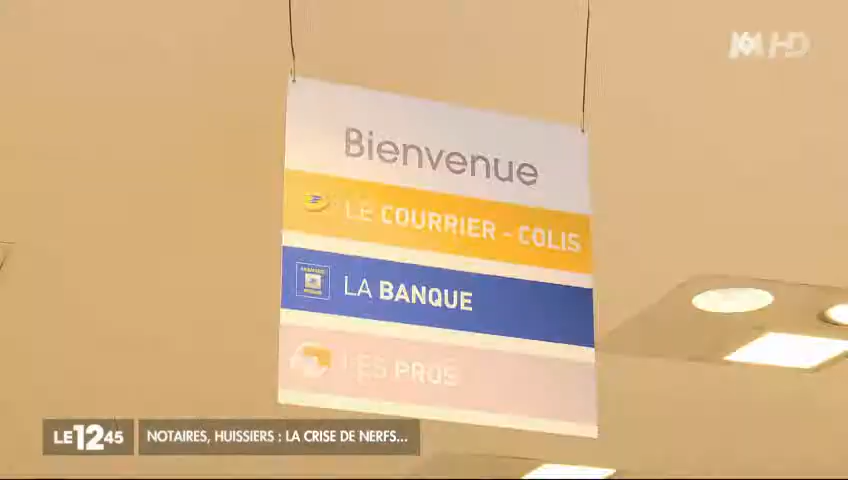 M6 HD
Bienvenue
LE COURRIER - COLIS
LA BANQUE
LES PROS
LE 12 45
NOTAIRES, HUISSIERS : LA CRISE DE NERFS...